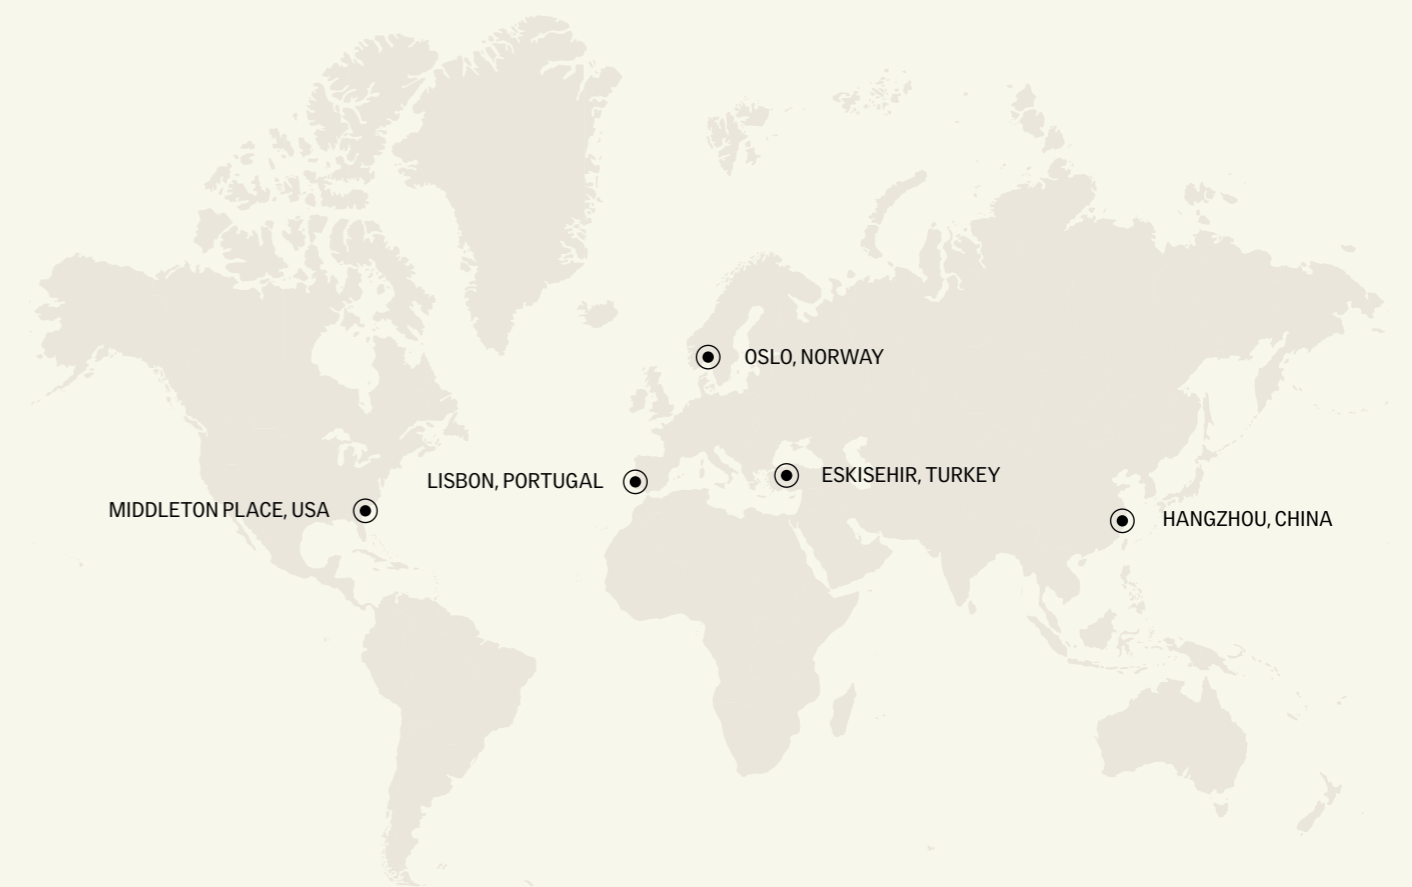 OSLO, NORWAY
ESKISEHIR, TURKEY
LISBON, PORTUGAL
MIDDLETON PLACE, USA
HANGZHOU, CHINA